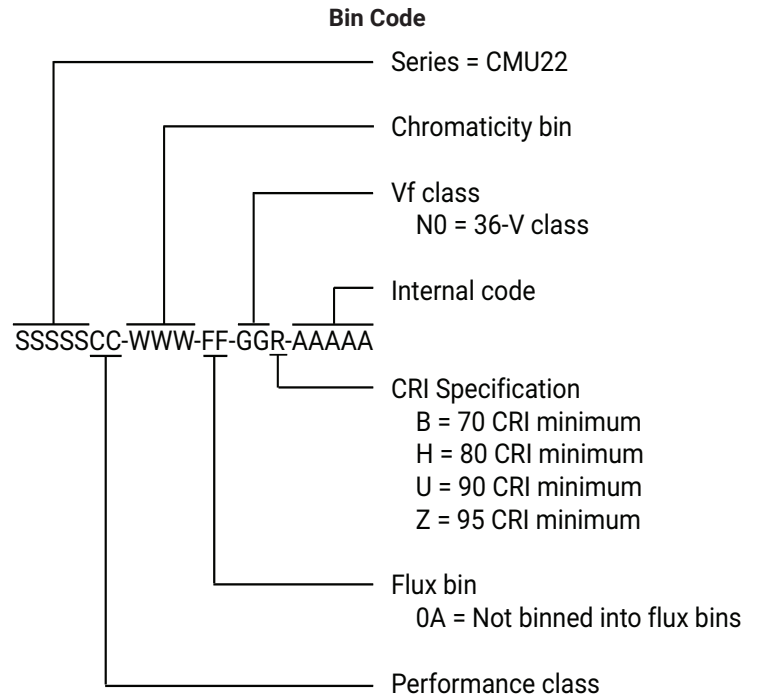 Bin Code
Series = CMU22
Chromaticity bin
Vf class
N0 = 36-V class
Internal code
SSSSSCC-WWW-FF-GGR-AAAAA
CRI Specification
B = 70 CRI minimum
H = 80 CRI minimum
U = 90 CRI minimum
Z = 95 CRI minimum
Flux bin
0A = Not binned into flux bins
Performance class